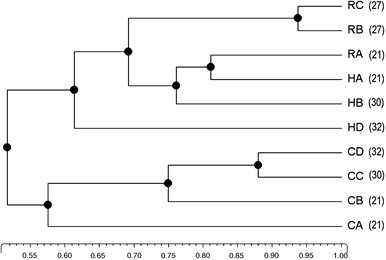 RC (27)
RB (27)
RA (21)
HA (21)
HB (30)
HD (32)
CD (32)
CC (30)
CB (21)
CA (21)
0.55 0.60 0.65 0.70 0.75 0.80 0.85 0.90 0.95 1.00